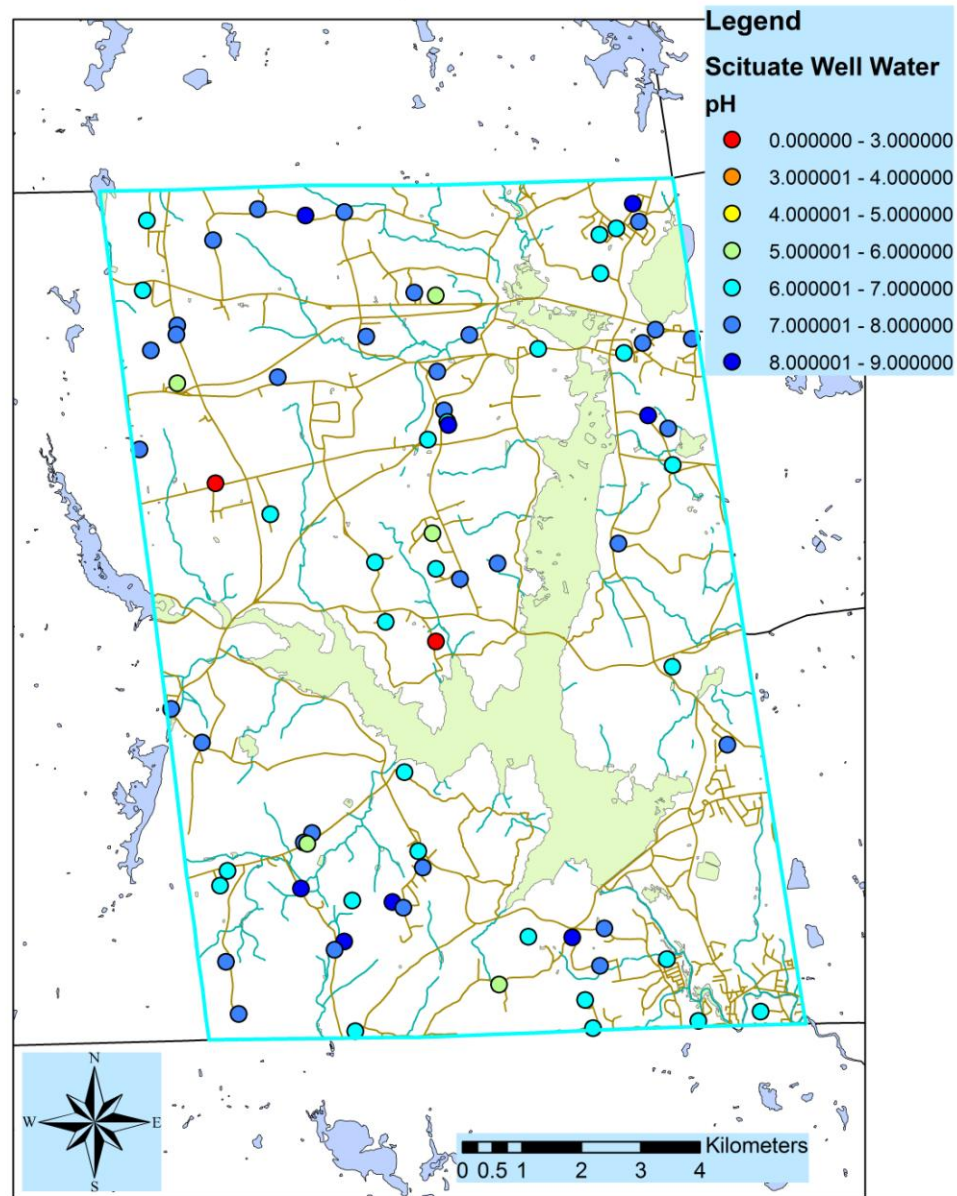 Legend
Scituate Well Water
pH
0.000000 - 3.000000
3.000001 - 4.000000
4.000001 - 5.000000
5.000001 - 6.000000
6.000001 - 7.000000
7.000001 - 8.000000
8.000001 - 9.000000
N
W E
S
Kilometers
0 0.5 1 2 3 4